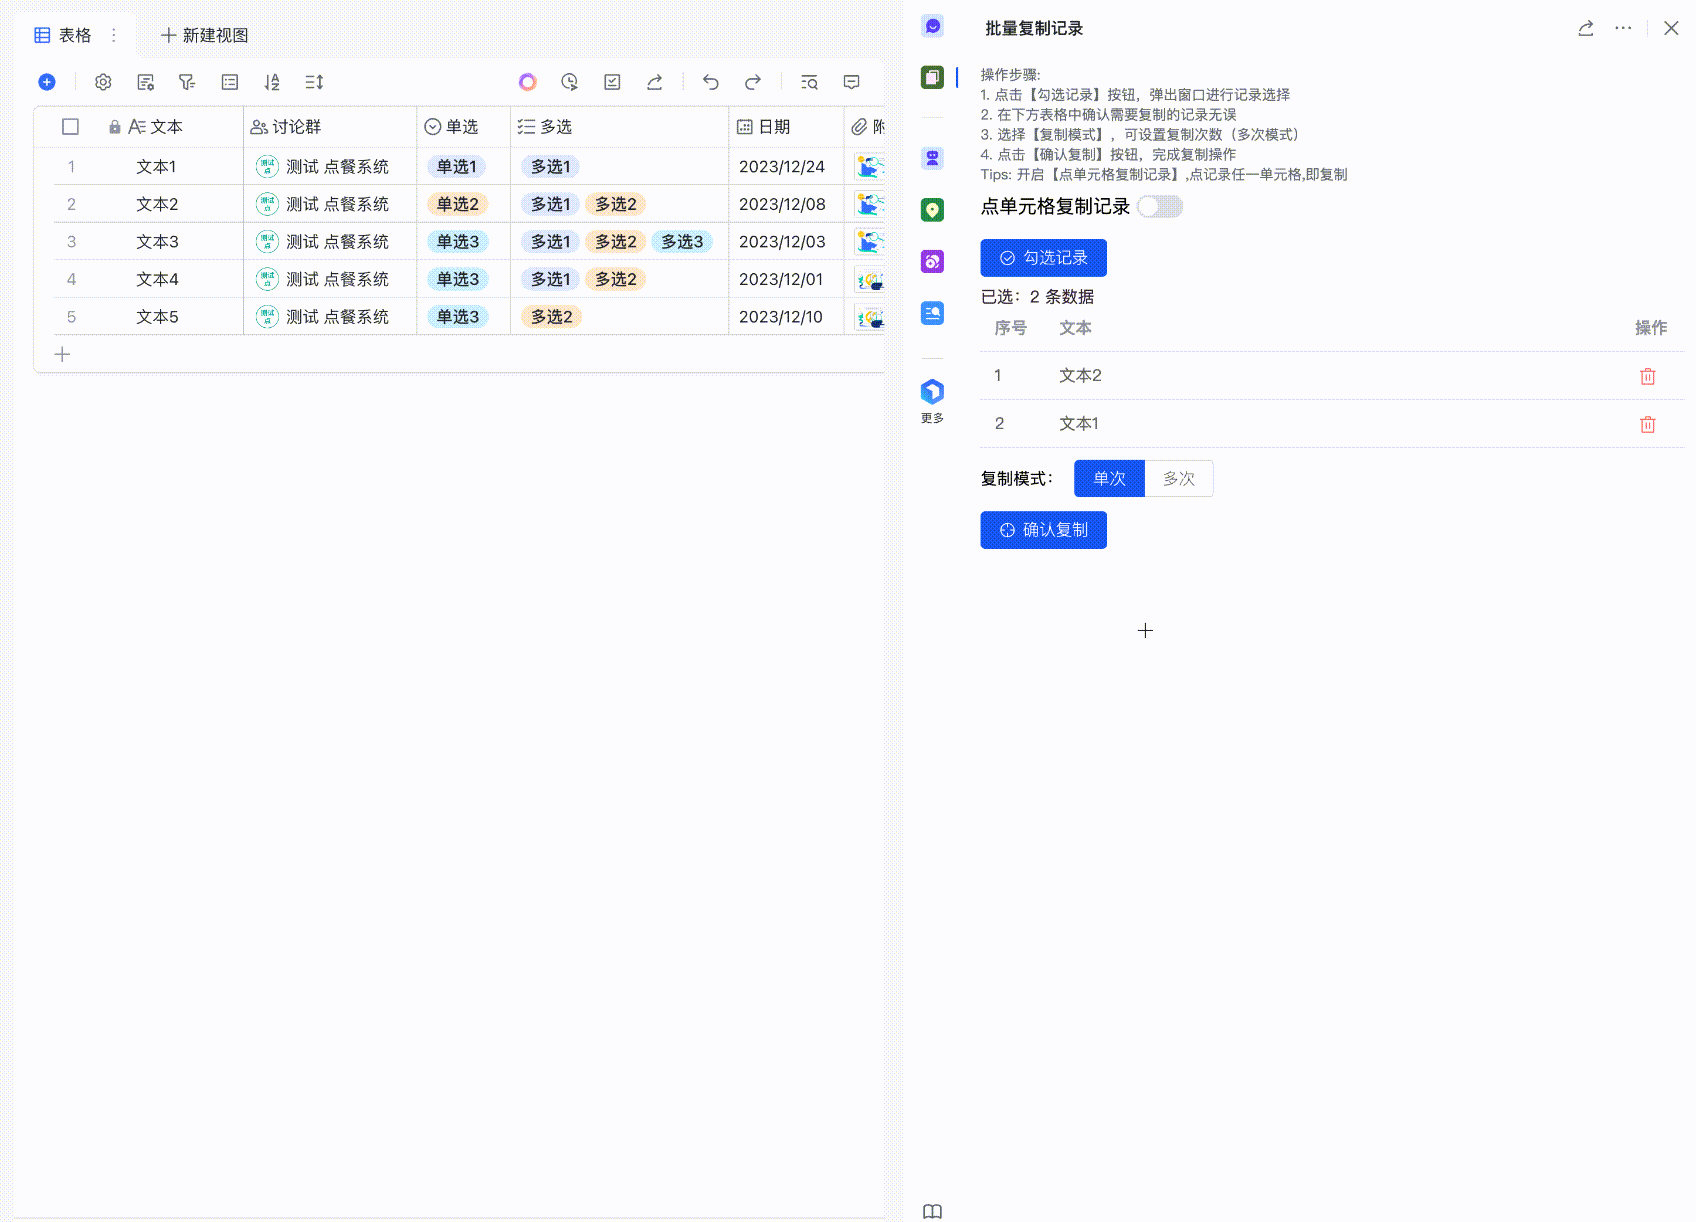 表格
新建视图
文本 讨论群 单选 多选 日期 附
1 文本1 测试 点餐系统 单选1 多选1 2023/12/24
2 文本2 测试 点餐系统 单选2 多选1 多选2 2023/12/08
3 文本3 测试 点餐系统 单选3 多选1 多选2 多选3 2023/12/03
4 文本4 测试 点餐系统 单选3 多选1 多选2 2023/12/01
5 文本5 测试 点餐系统 单选3 多选2 2023/12/10
更多
批量复制记录
操作步骤:
1. 点击【勾选记录】按钮，弹出窗口进行记录选择
2. 在下方表格中确认需要复制的记录无误
3. 选择【复制模式】，可设置复制次数（多次模式）
4. 点击【确认复制】按钮，完成复制操作
Tips: 开启【点单元格复制记录】,点记录任一单元格,即复制
点单元格复制记录
勾选记录
已选：2 条数据
序号 文本 操作
1 文本2
2 文本1
复制模式： 单次 多次
确认复制